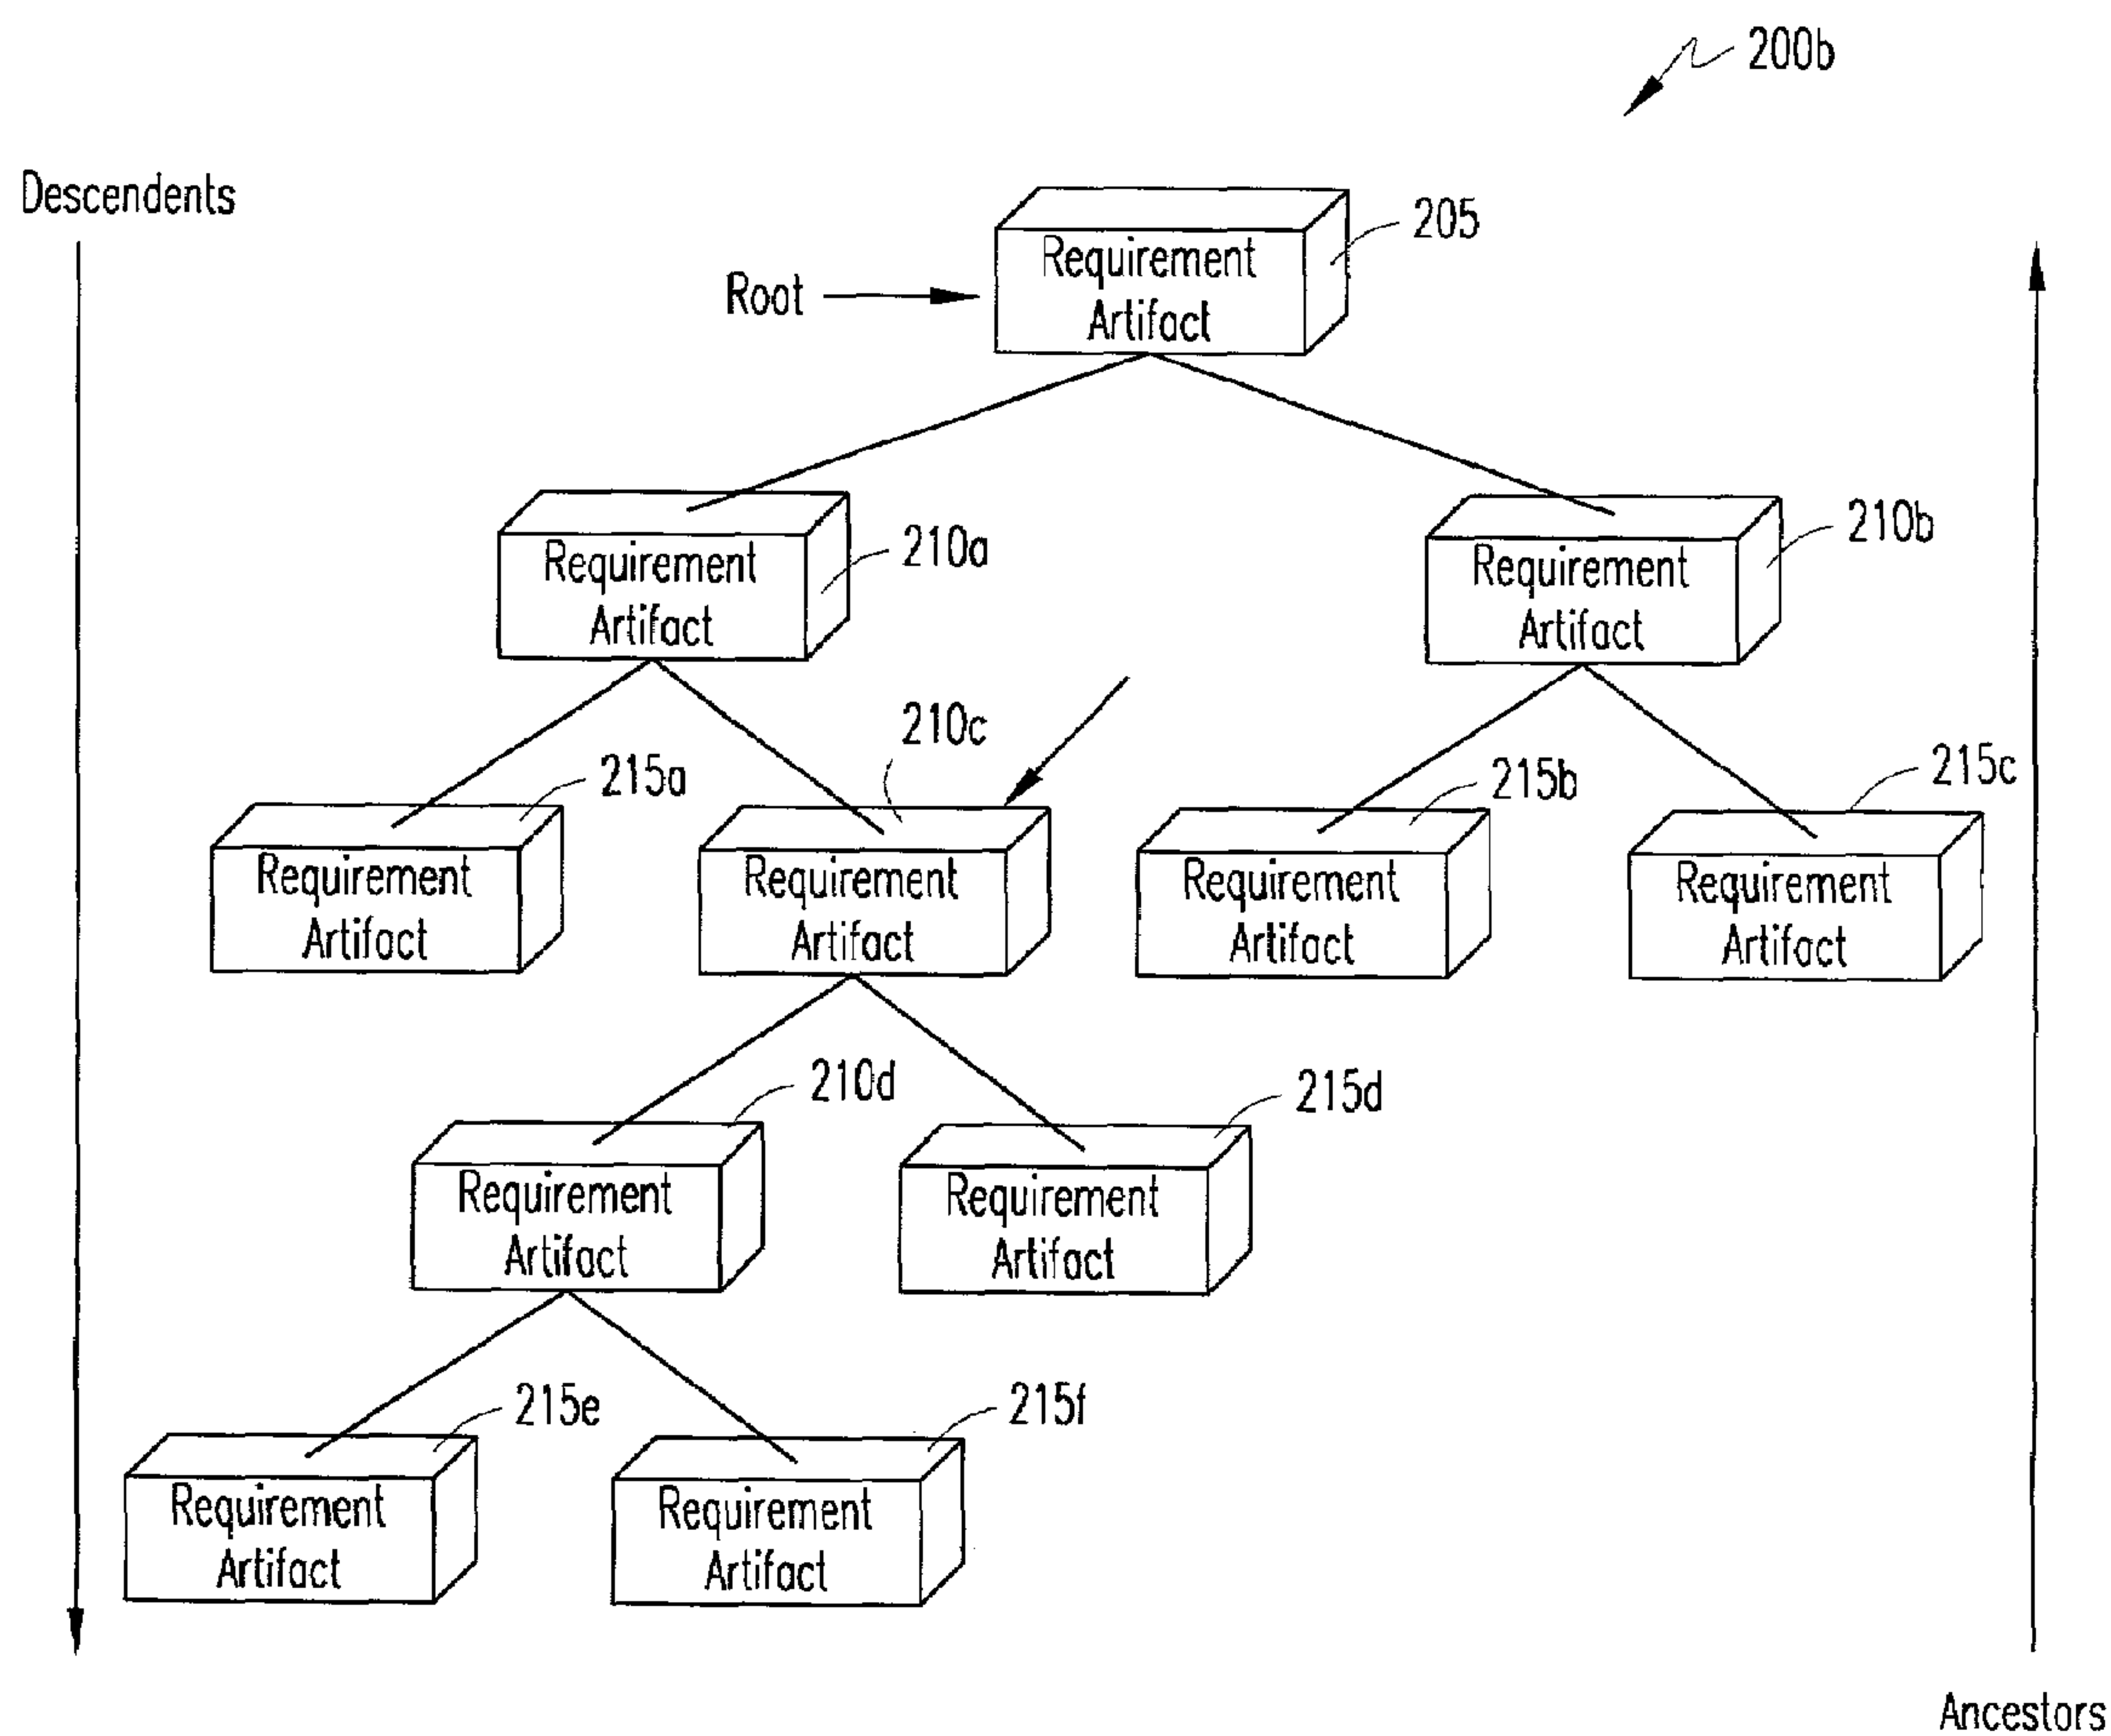 200b
Descendents
205
Requirement
Artifact
Root
210a
Requirement
Artifact
210b
Requirement
Artifact
210c
215a
Requirement
Artifact
Requirement
Artifact
215b
Requirement
Artifact
215c
Requirement
Artifact
210d
Requirement
Artifact
215d
Requirement
Artifact
215e
Requirement
Artifact
215f
Requirement
Artifact
Ancestors